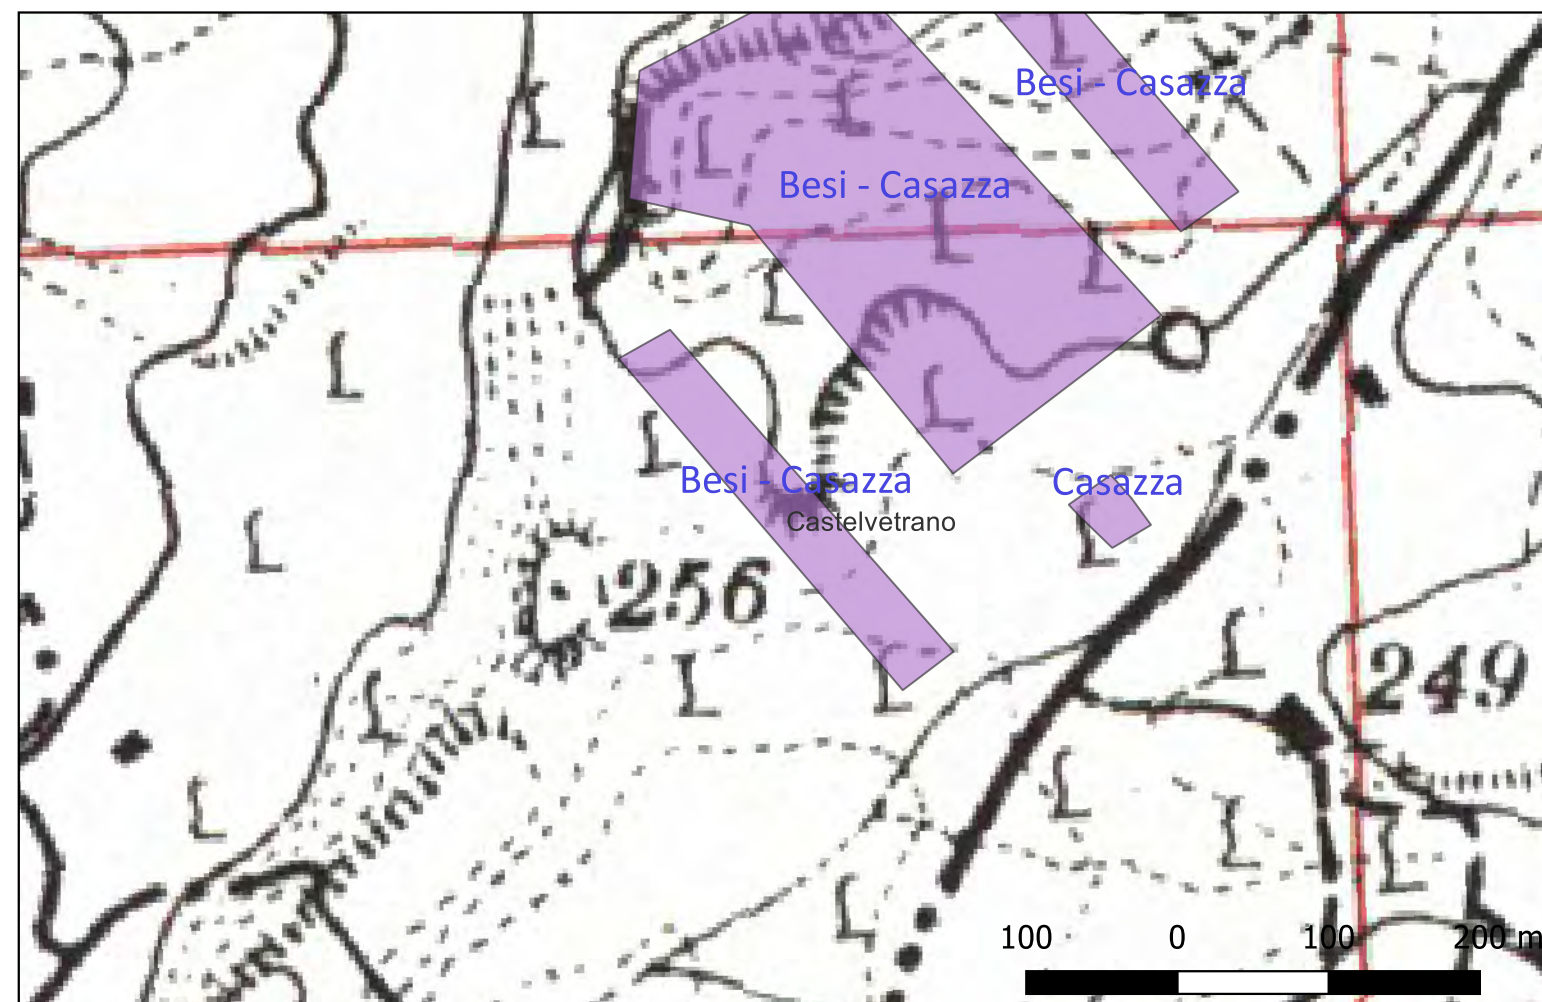 Besi - Casazza
Besi - Casazza
Besi - Casazza
Casazza
Castelvetrano
256
249
100 0 100 200 m